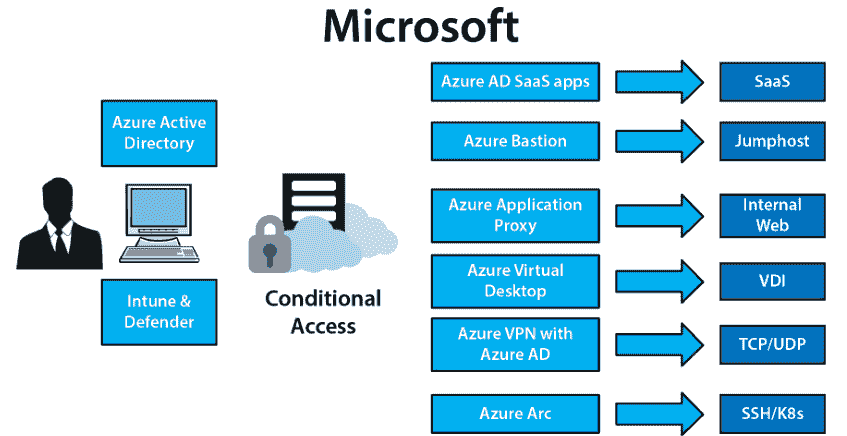 Microsoft
Azure Active
Directory
Intune &
Defender
Conditional
Access
Azure AD SaaS apps
SaaS
Azure Bastion
Jumphost
Azure Application
Proxy
Internal
Web
Azure Virtual
Desktop
VDI
Azure VPN with
Azure AD
TCP/UDP
Azure Arc
SSH/K8s